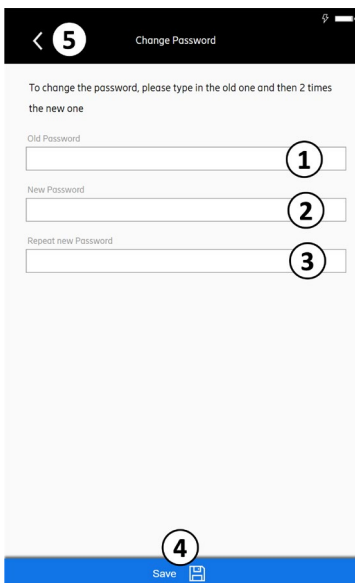 5
Change Password
To change the password, please type in the old one and then 2 times
the new one
Old Password
1
New Password
2
Repeat new Password
3
4
Save